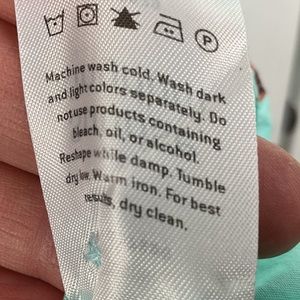 P
Machine wash cold. Wash dark
and light colors separately. Do
not use products containing
bleach, oil, or alcohol.
Reshape while damp. Tumble
dry low. Warm iron. For best
results, dry clean.